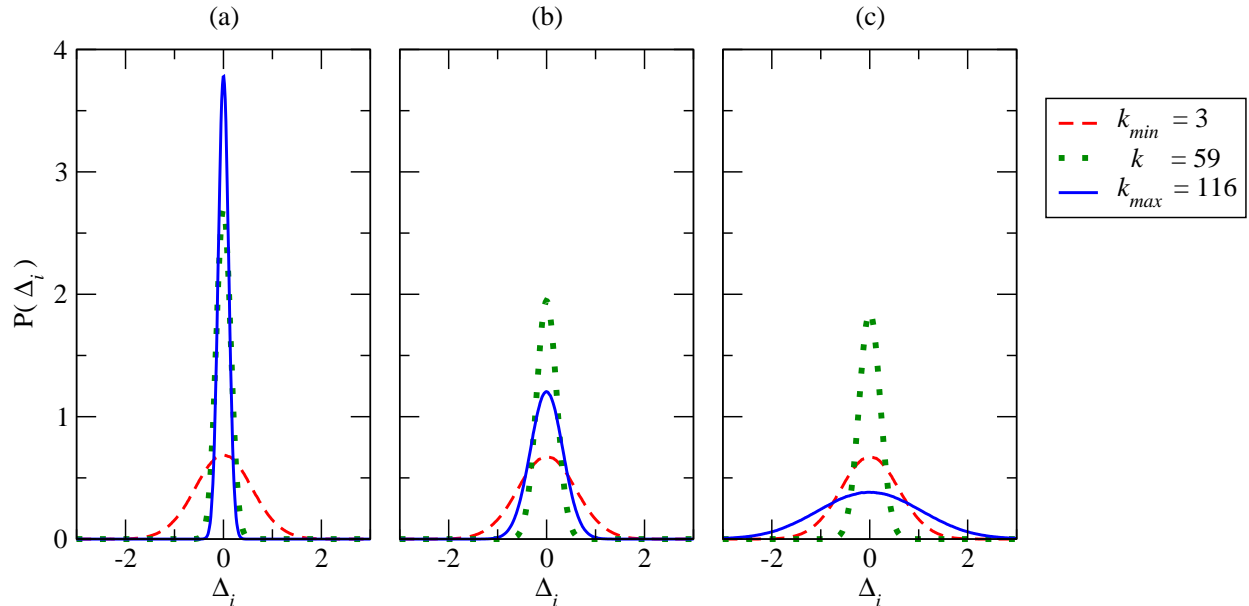 (a) (b) (c)
4
3
2
1
0
P( Δi )
-2 0 2 -2 0 2 -2 0 2
Δi Δi Δi
kmin = 3
k = 59
kmax = 116